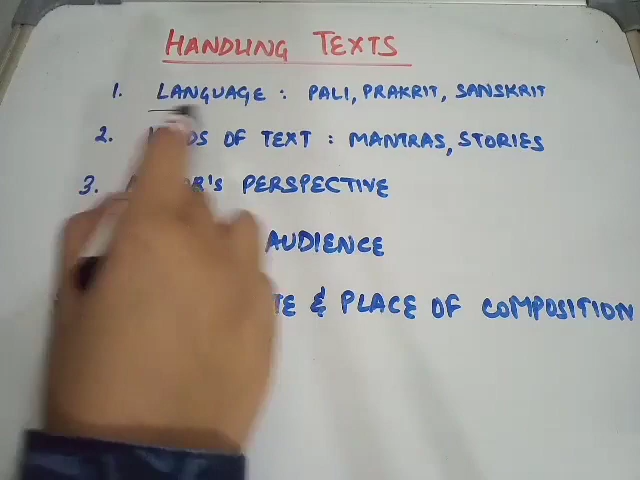 HANDLING TEXTS
1. LANGUAGE : PALI, PRAKRIT, SANSKRIT
2. OF TEXT : MANTRAS, STORIES
3. PERSPECTIVE
AUDIENCE
& PLACE OF COMPOSITION